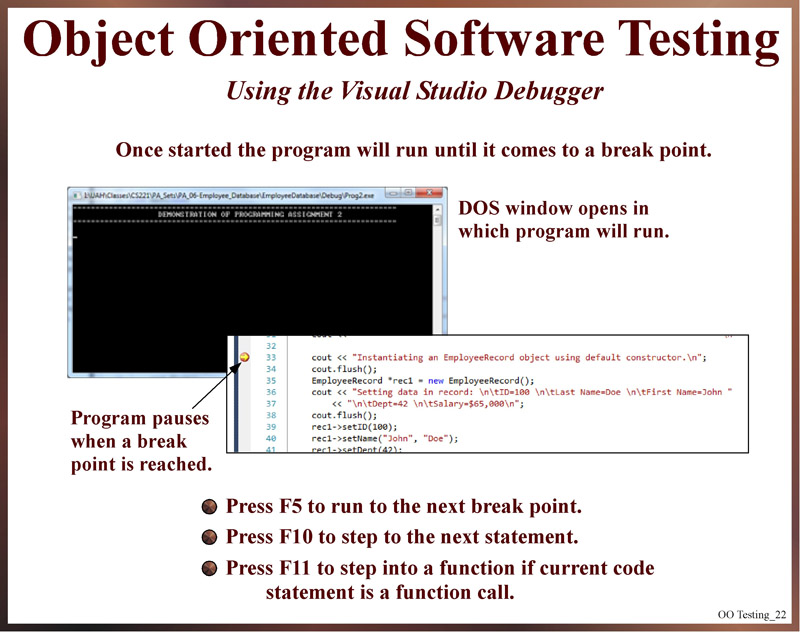 Object Oriented Software Testing
Using the Visual Studio Debugger
Once started the program will run until it comes to a break point.
1:\UAH\Classes\CS221\PA_Sets\PA_06-Employee_Database\EmployeeDatabase\Debug\Prog2.exe
DEMONSTRATION OF PROGRAMMING ASSIGNMENT 2
DOS window opens in
which program will run.
32
33 cout << "Instantiating an EmployeeRecord object using default constructor.\n";
34 cout.flush();
35 EmployeeRecord *rec1 = new EmployeeRecord();
36 cout << "Setting data in record: \n\tID=100 \n\tLast Name=Doe \n\tFirst Name=John "
37 << "\n\tDept=42 \n\tSalary=$65,000\n";
38 cout.flush();
39 rec1->setID(100);
40 rec1->setName("John", "Doe");
41 rec1->setDept(42);
Program pauses
when a break
point is reached.
Press F5 to run to the next break point.
Press F10 to step to the next statement.
Press F11 to step into a function if current code
statement is a function call.
OO Testing_22